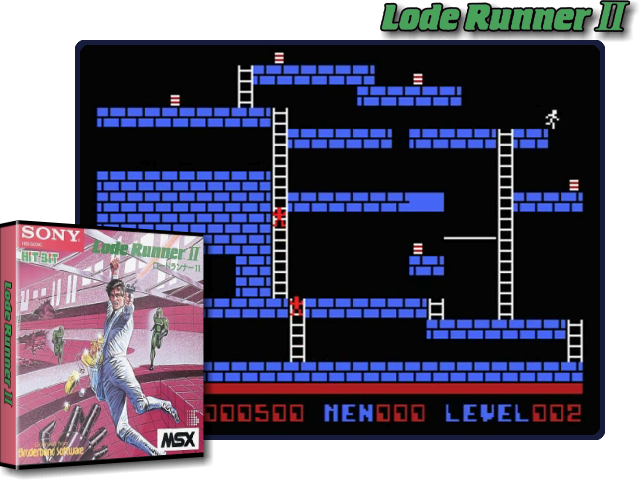 Lode Runner II
SONY
HIT BIT
Lode Runner II
ロードランナーII
Lode Runner II
MSX
Brøderbund Software
000500 MEN000 LEVEL002